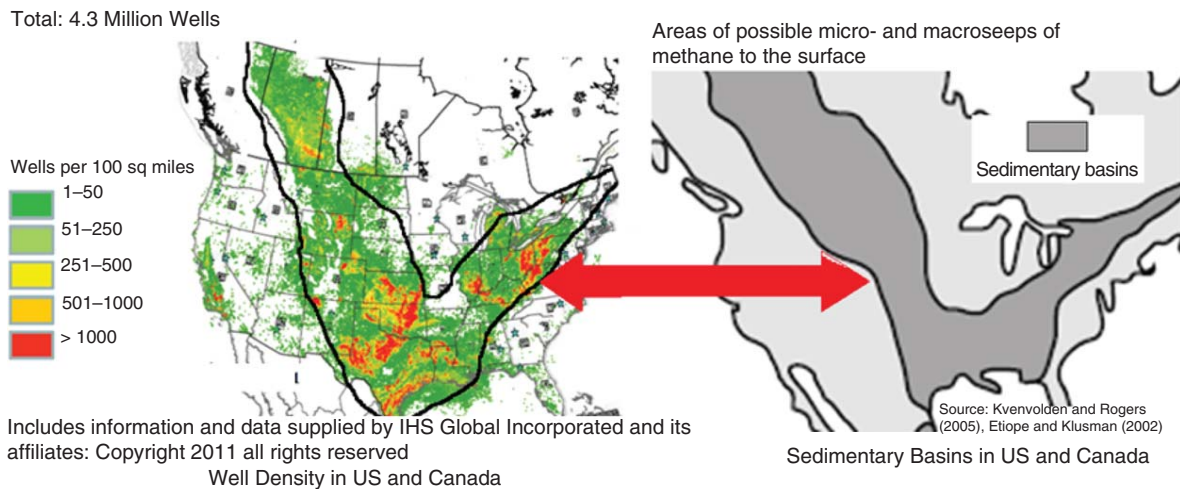 Total: 4.3 Million Wells
Wells per 100 sq miles
1–50
51–250
251–500
501–1000
> 1000
Includes information and data supplied by IHS Global Incorporated and its
affiliates: Copyright 2011 all rights reserved
Well Density in US and Canada
Areas of possible micro- and macroseeps of
methane to the surface
Sedimentary basins
Source: Kvenvolden and Rogers
(2005), Etiope and Klusman (2002)
Sedimentary Basins in US and Canada